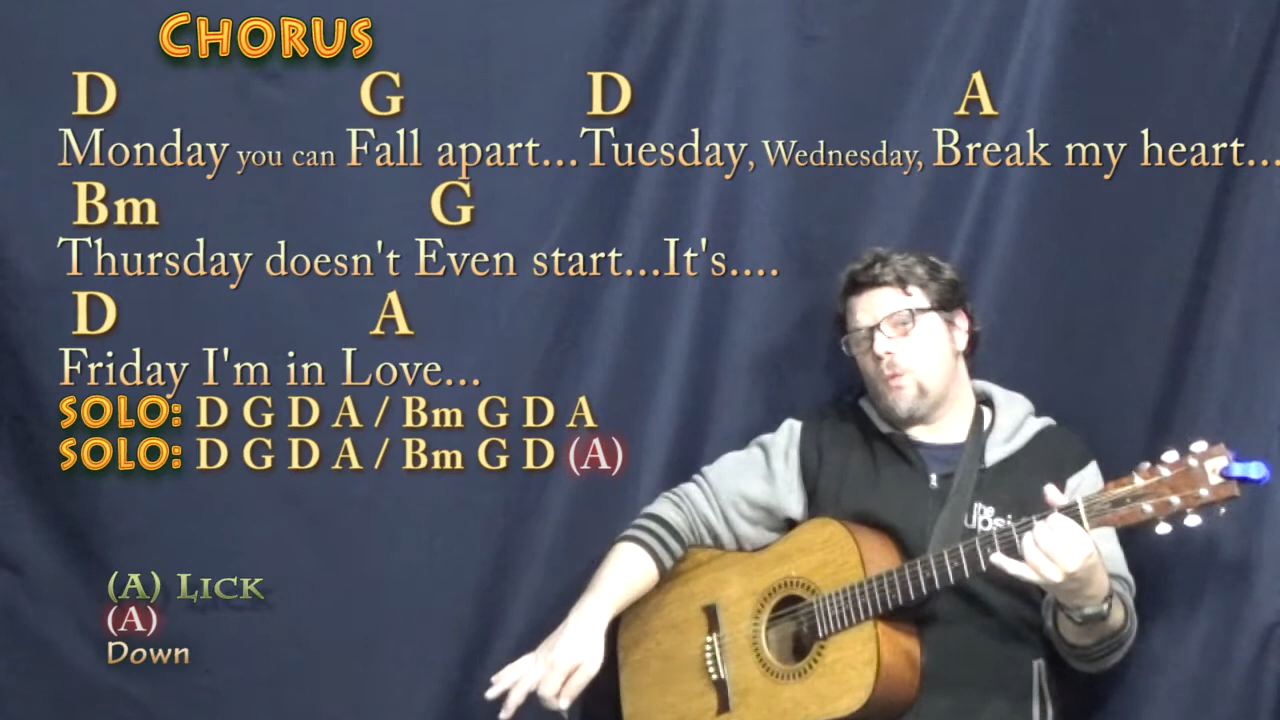 CHORUS
D G D A
Monday you can Fall apart...Tuesday, Wednesday, Break my heart...
Bm G
Thursday doesn't Even start...It's....
D A
Friday I'm in Love...
SOLO: D G D A / Bm G D A
SOLO: D G D A / Bm G D (A)
(A) LICK
(A)
Down
the